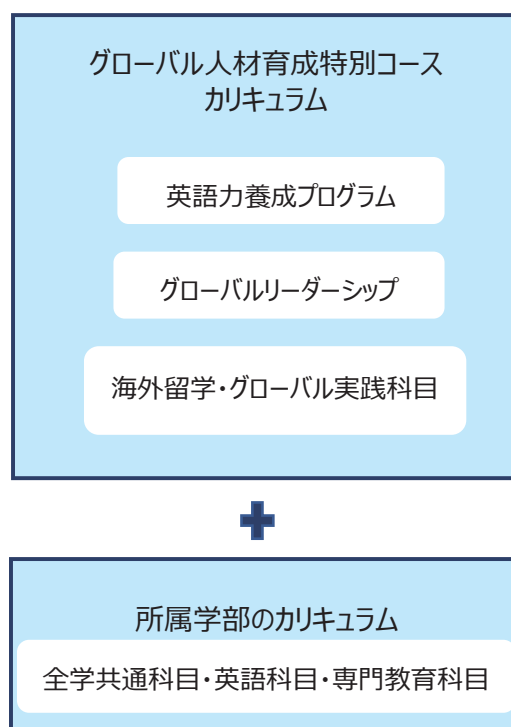 グローバル人材育成特別コース
カリキュラム
英語力養成プログラム
グローバルリーダーシップ
海外留学・グローバル実践科目
所属学部のカリキュラム
全学共通科目・英語科目・専門教育科目